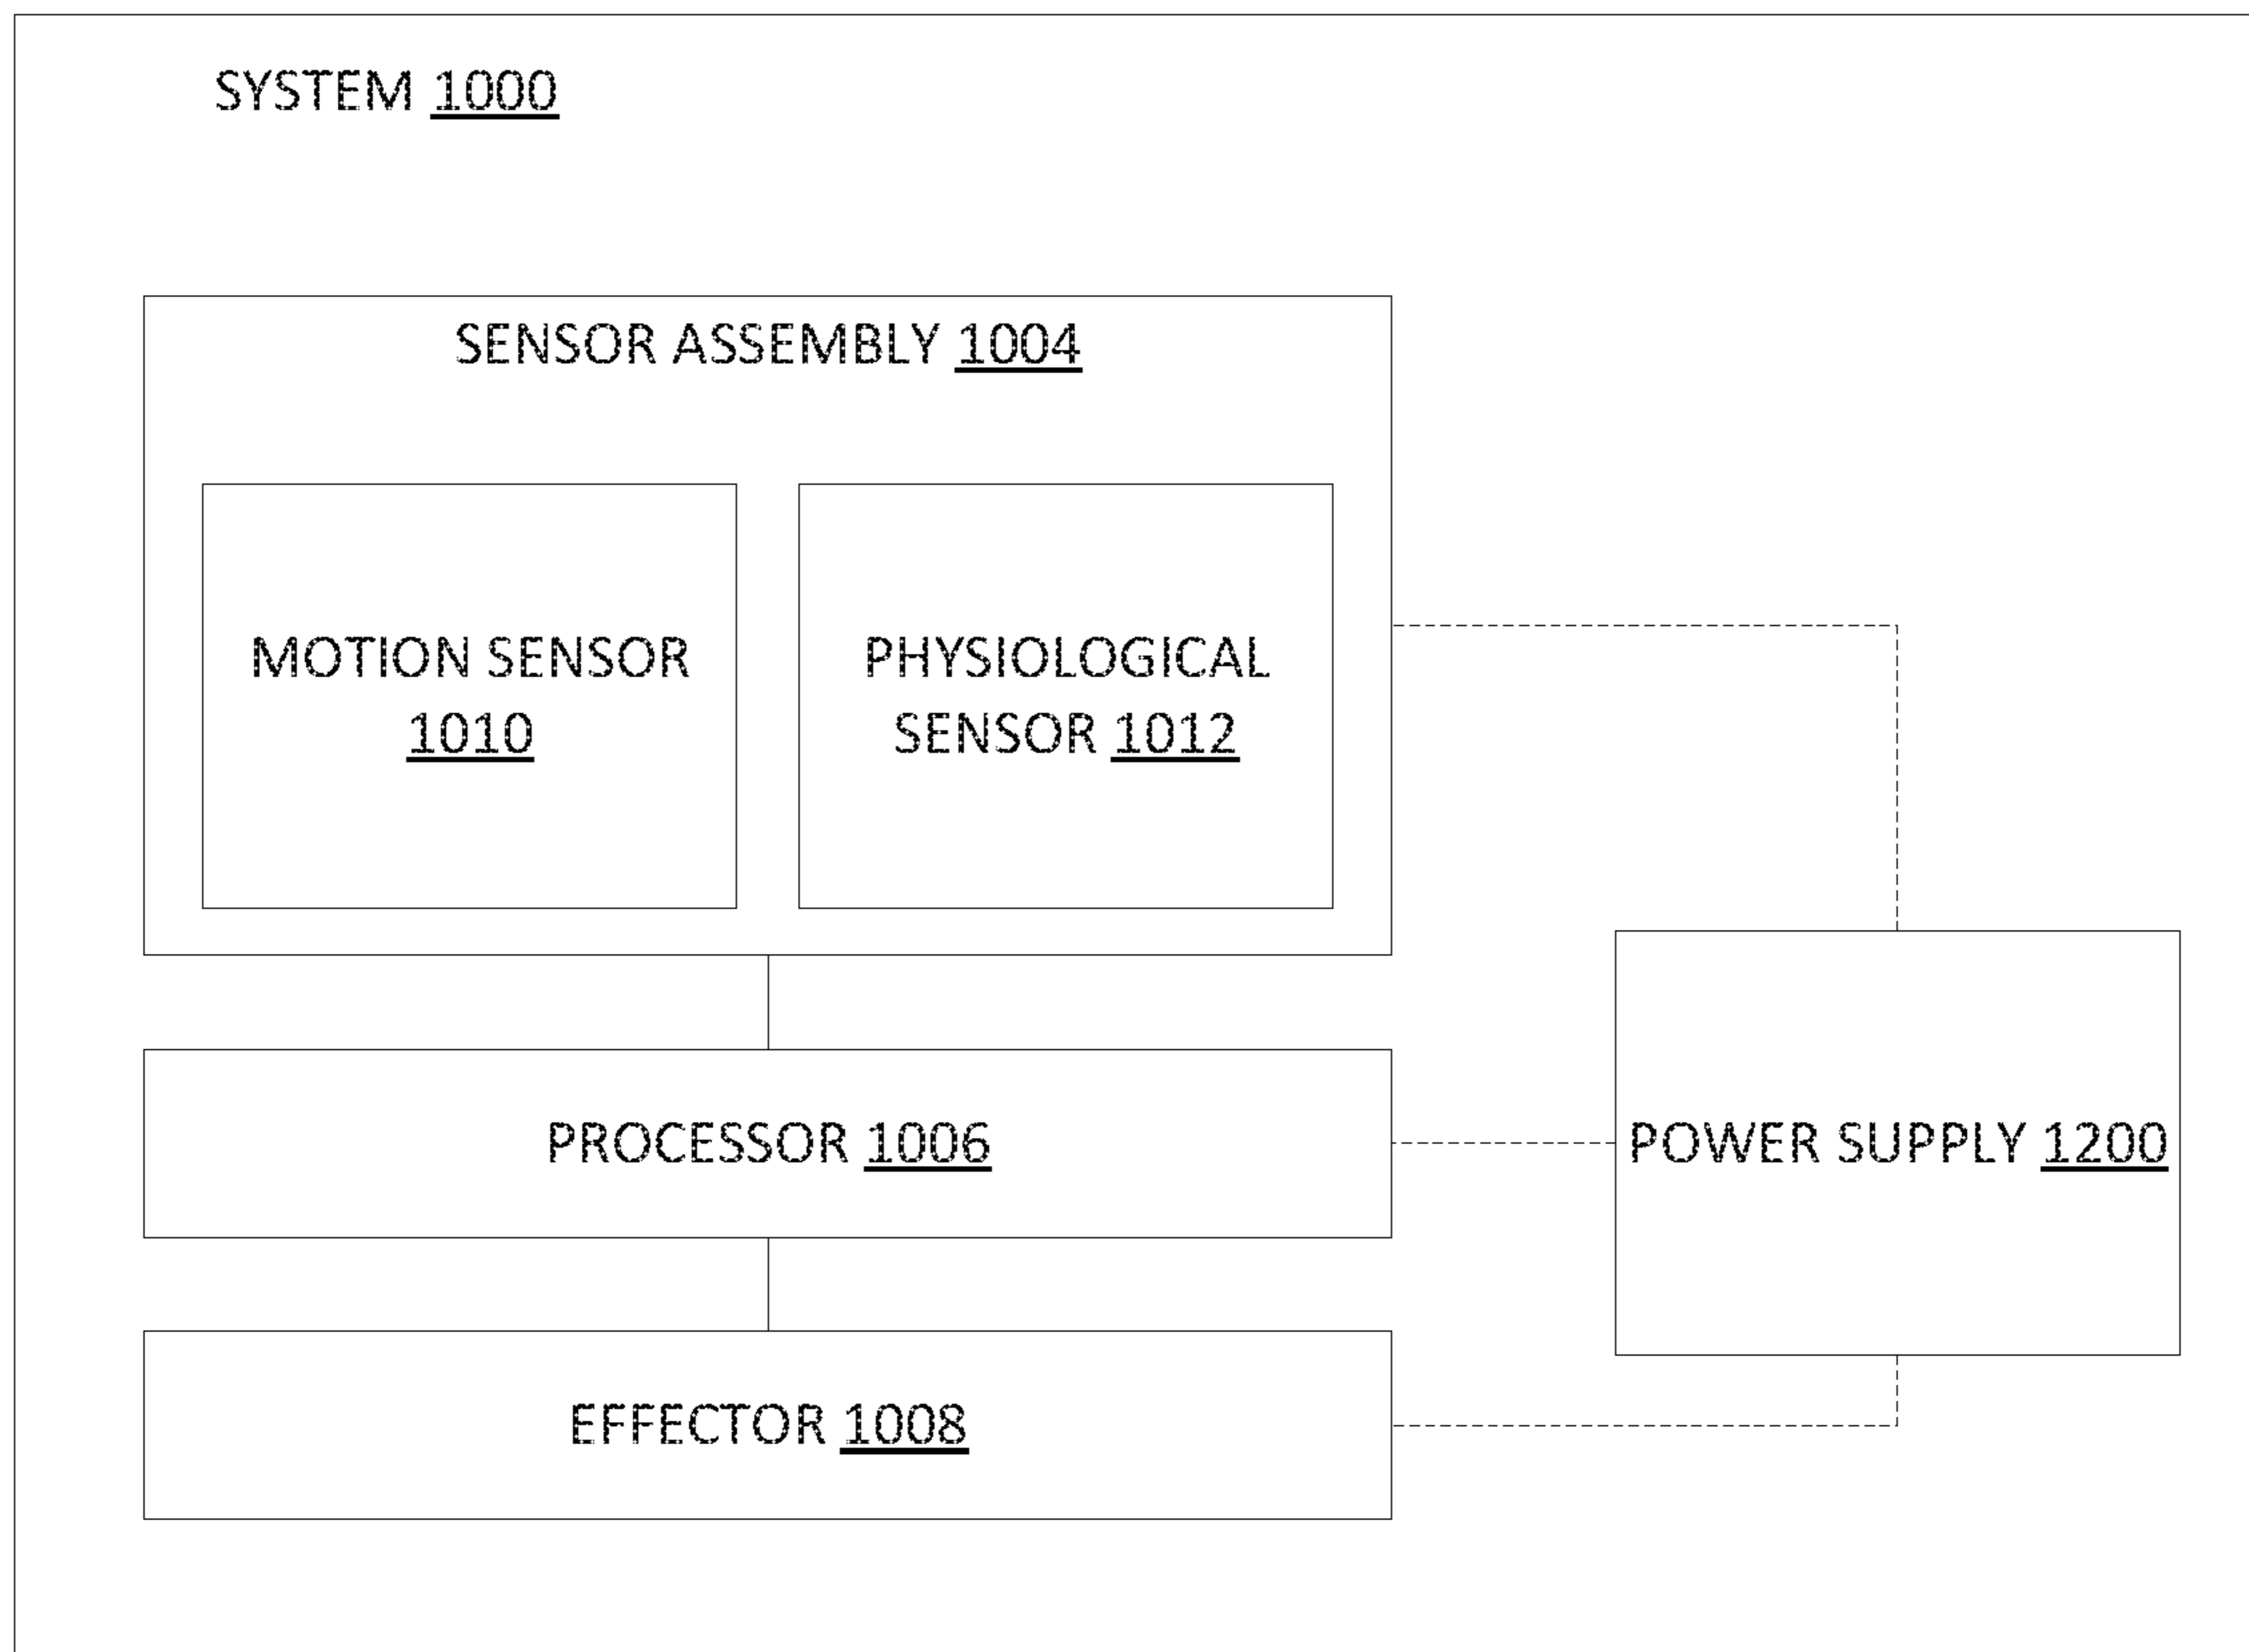 SYSTEM 1000
SENSOR ASSEMBLY 1004
MOTION SENSOR
1010
PHYSIOLOGICAL
SENSOR 1012
PROCESSOR 1006
POWER SUPPLY 1200
EFFECTOR 1008